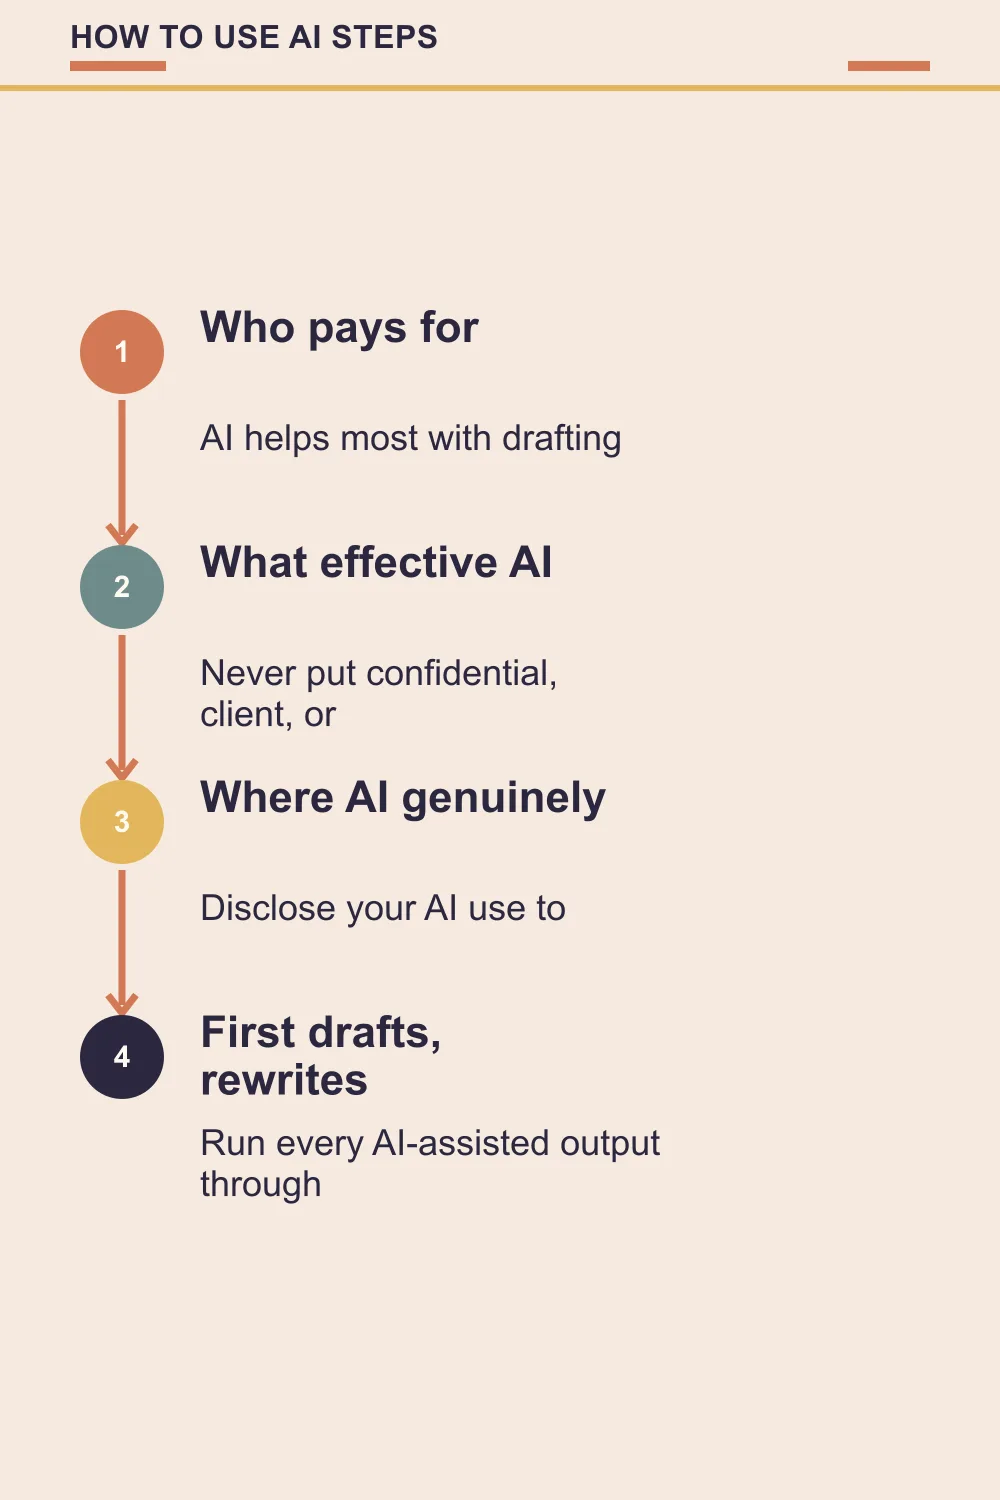 HOW TO USE AI STEPS
1
Who pays for
AI helps most with drafting
2
What effective AI
Never put confidential,
client, or
3
Where AI genuinely
Disclose your AI use to
4
First drafts,
rewrites
Run every AI-assisted output
through